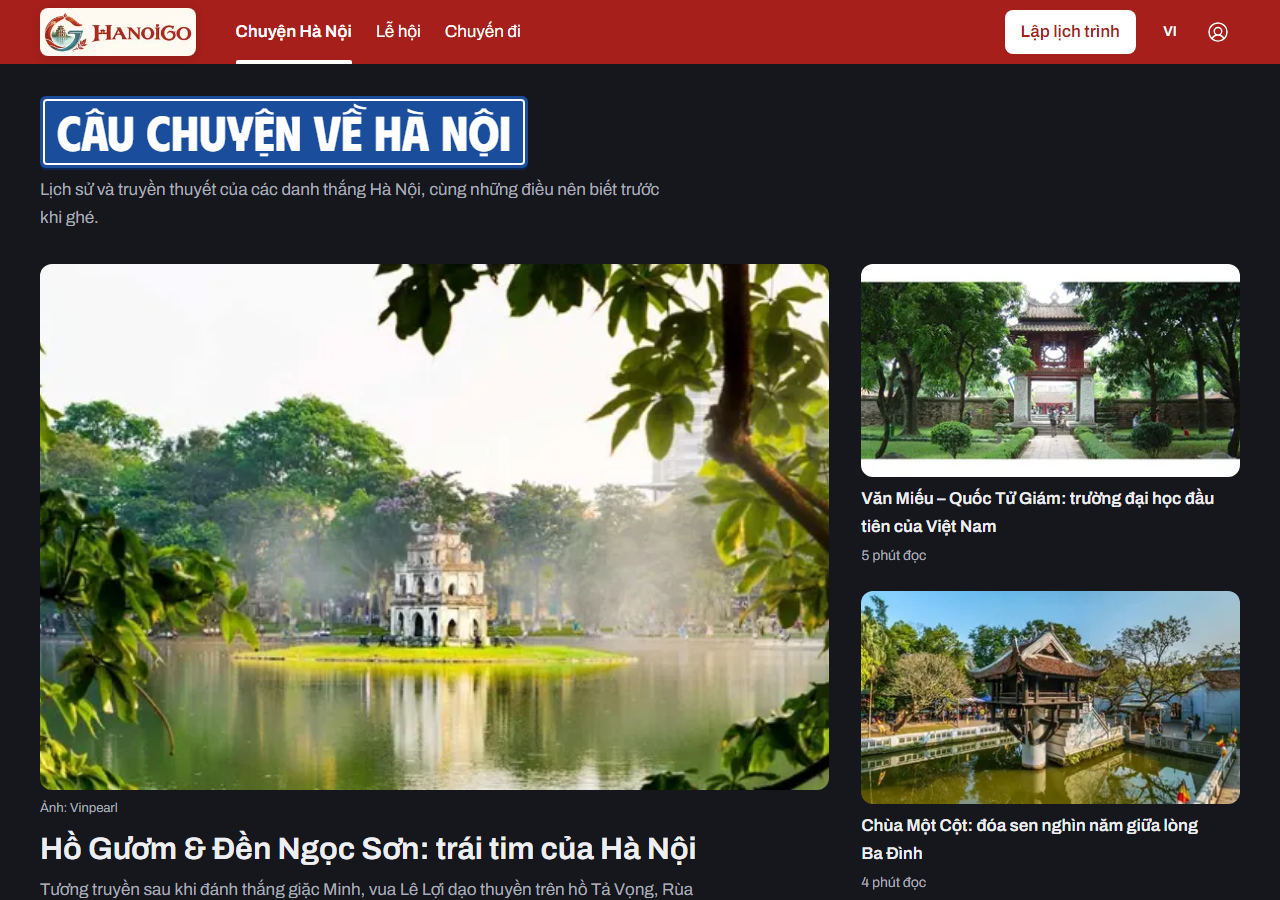 HANOIGO
Chuyện Hà Nội
Lễ hội
Chuyến đi
Lập lịch trình
VI
CÂU CHUYỆN VỀ HÀ NỘI
Lịch sử và truyền thuyết của các danh thắng Hà Nội, cùng những điều nên biết trước
khi ghé.
Ảnh: Vinpearl
Hồ Gươm & Đền Ngọc Sơn: trái tim của Hà Nội
Tương truyền sau khi đánh thắng giặc Minh, vua Lê Lợi dạo thuyền trên hồ Tả Vọng, Rùa
Văn Miếu – Quốc Tử Giám: trường đại học đầu
tiên của Việt Nam
5 phút đọc
Chùa Một Cột: đóa sen nghìn năm giữa lòng
Ba Đình
4 phút đọc